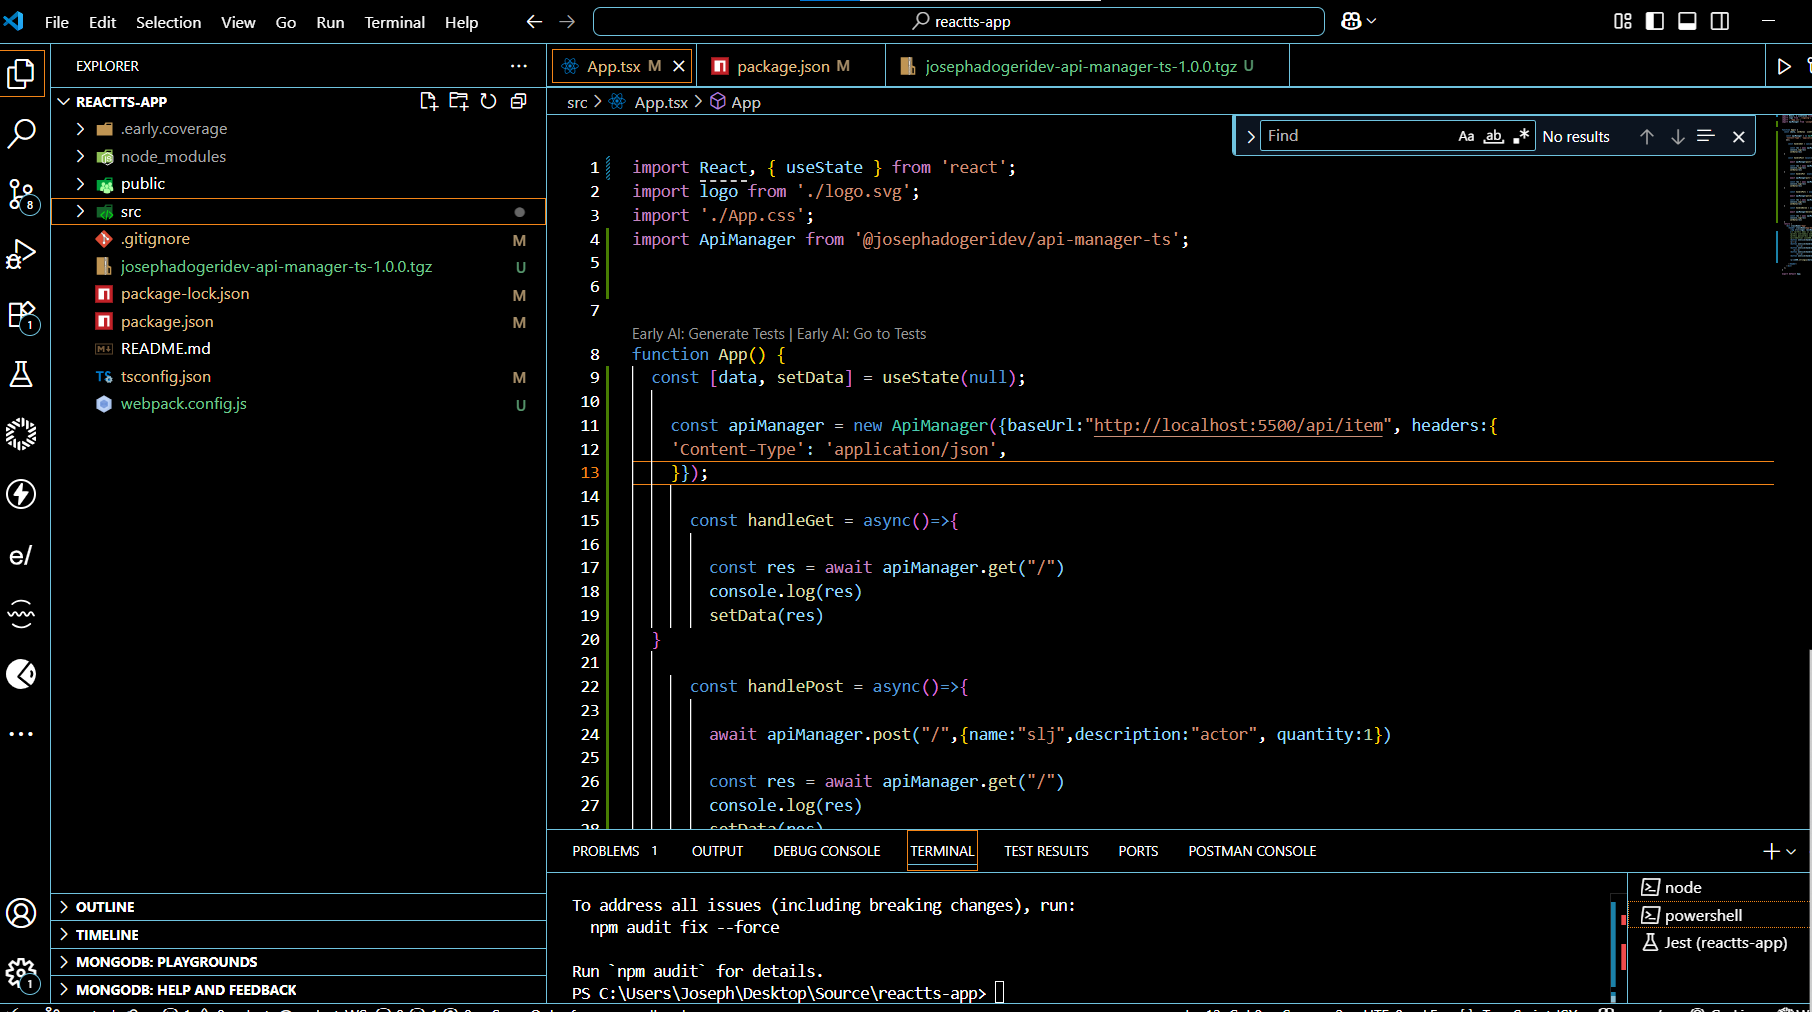 File Edit Selection View Go Run Terminal Help
reactts-app
EXPLORER
REACTTS-APP
.early.coverage
node_modules
public
src
.gitignore M
josephadogeridev-api-manager-ts-1.0.0.tgz U
package-lock.json M
package.json M
README.md
tsconfig.json M
webpack.config.js U
OUTLINE
TIMELINE
MONGODB: PLAYGROUNDS
MONGODB: HELP AND FEEDBACK
8
1
e/
1
App.tsx M
package.json M
josephadogeridev-api-manager-ts-1.0.0.tgz U
src > App.tsx > App
Find Aa ab No results
1 import React, { useState } from 'react';
2 import logo from './logo.svg';
3 import './App.css';
4 import ApiManager from '@josephadogeridev/api-manager-ts';
5
6
7
Early AI: Generate Tests | Early AI: Go to Tests
8 function App() {
9 const [data, setData] = useState(null);
10
11 const apiManager = new ApiManager({baseUrl:"http://localhost:5500/api/item", headers:{
12 'Content-Type': 'application/json',
13 }});
14
15 const handleGet = async()=>{
16
17 const res = await apiManager.get("/")
18 console.log(res)
19 setData(res)
20 }
21
22 const handlePost = async()=>{
23
24 await apiManager.post("/",{name:"slj",description:"actor", quantity:1})
25
26 const res = await apiManager.get("/")
27 console.log(res)
28 setData(res)
PROBLEMS 1 OUTPUT DEBUG CONSOLE TERMINAL TEST RESULTS PORTS POSTMAN CONSOLE
To address all issues (including breaking changes), run:
npm audit fix --force
Run `npm audit` for details.
PS C:\Users\Joseph\Desktop\Source\reactts-app>
node
powershell
Jest (reactts-app)